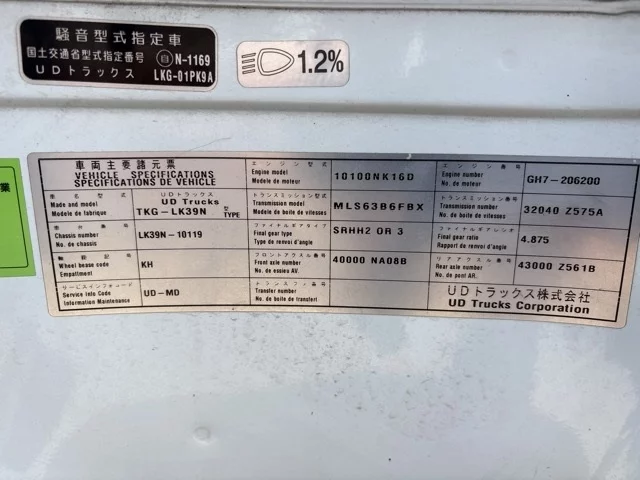 騒音型式指定車
国土交通省型式指定番号 自 N-1169
UDトラックス LKG-01PK9A
1.2%
業
車両主要諸元票
VEHICLE SPECIFICATIONS
SPECIFICATIONS DE VEHICLE
車名
Made and model
Modele de fabrique
UDトラックス
UD Trucks
TKG-LK39N 型 TYPE
Chassis number
No. de chassis
LK39N-10119
Wheel base code
Empattment
KH
サービスインフォコード
Service info Code
Information Maintenance
UD-MD
エンジン型式
Engine model
Modele de moteur
10100NK16D
トランスミッション型式
Transmission model
Modele de boite de vitesses
MLS63B6FBX
ファイナルギアタイプ
Final gear type
Type de renvoi d'angle
SRHH2 OR 3
フロントアクスル番号
Front axle number
No. de essieu AV.
40000 NA08B
トランスファ番号
Transfer number
No. de boite de transfert
エンジン番号
Engine number
No. de moteur
GH7-206200
トランスミッション番号
Transmission number
No. de boite de vitesses
32040 Z575A
ファイナルギアレシオ
Final gear ratio
Rapport de renvoi d'angle
4.875
リアアクスル番号
Rear axle number
No. de pool AR.
43000 Z561B
UDトラックス株式会社
UD Trucks Corporation